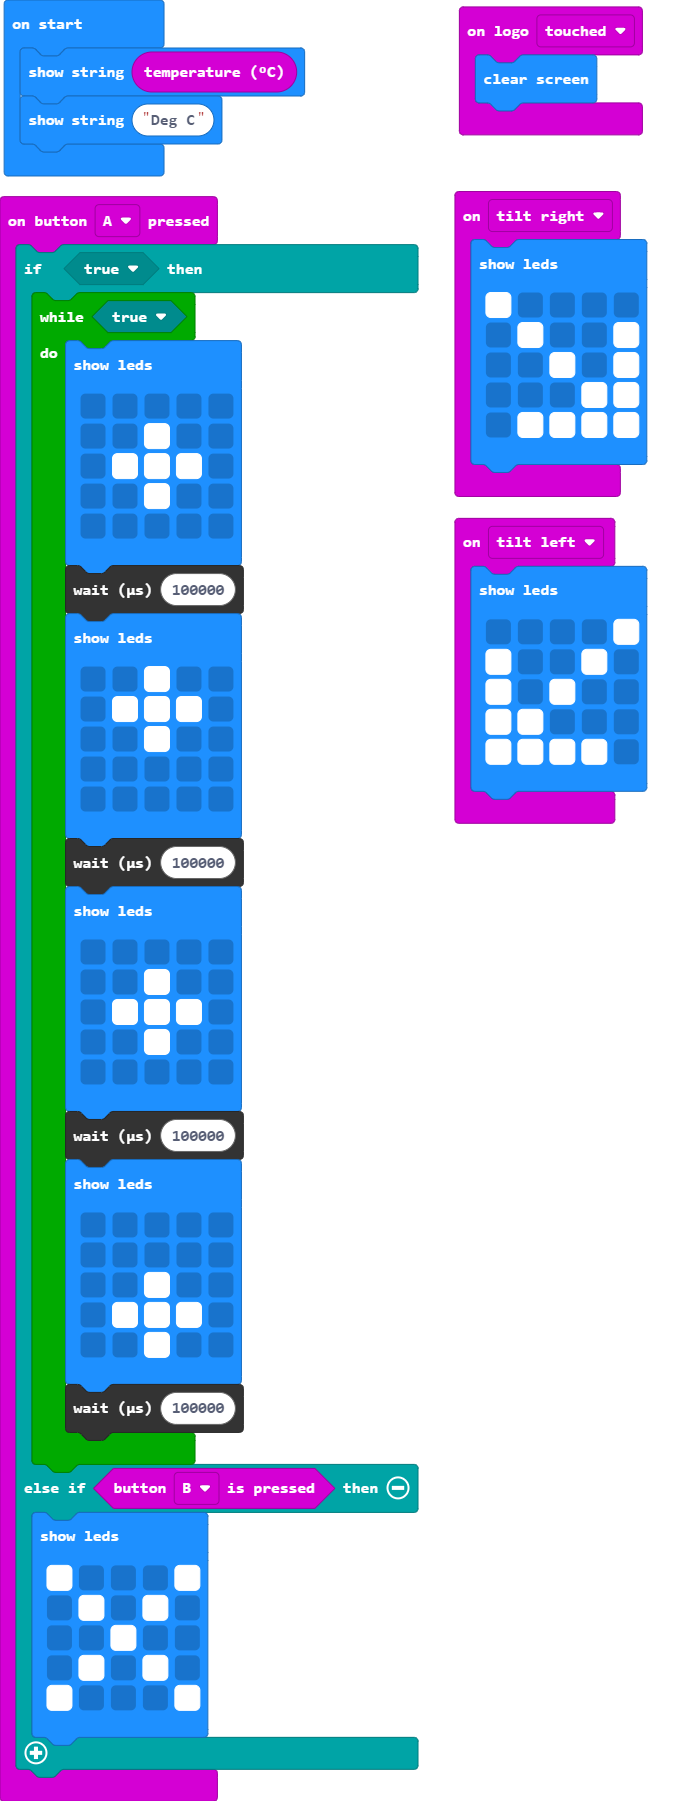 on start
show string temperature (ºC)
show string "Deg C"
on logo touched
clear screen
on button A pressed
if true then
while true
do
show leds
wait (µs) 100000
show leds
wait (µs) 100000
show leds
wait (µs) 100000
show leds
wait (µs) 100000
else if button B is pressed then
show leds
on tilt right
show leds
on tilt left
show leds